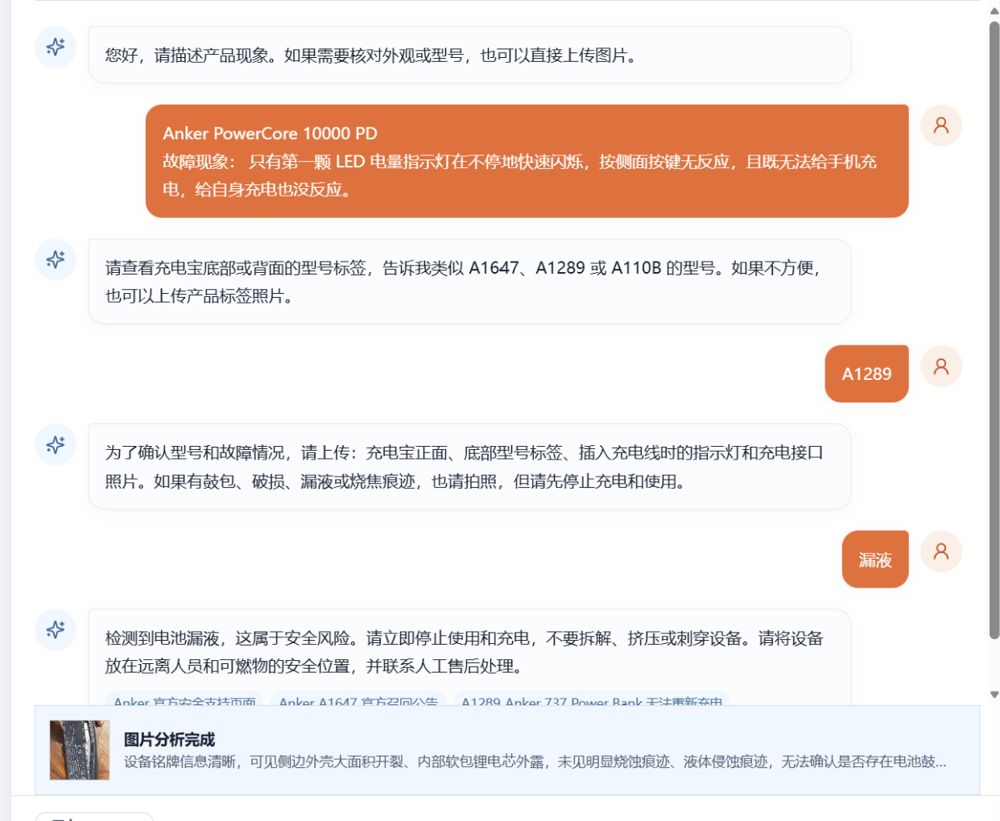 您好，请描述产品现象。如果需要核对外观或型号，也可以直接上传图片。
Anker PowerCore 10000 PD
故障现象： 只有第一颗 LED 电量指示灯在不停地快速闪烁，按侧面按键无反应，且既无法给手机充
电，给自身充电也没反应。
请查看充电宝底部或背面的型号标签，告诉我类似 A1647、A1289 或 A110B 的型号。如果不方便，
也可以上传产品标签照片。
A1289
为了确认型号和故障情况，请上传：充电宝正面、底部型号标签、插入充电线时的指示灯和充电接口
照片。如果有鼓包、破损、漏液或烧焦痕迹，也请拍照，但请先停止充电和使用。
漏液
检测到电池漏液，这属于安全风险。请立即停止使用和充电，不要拆解、挤压或刺穿设备。请将设备
放在远离人员和可燃物的安全位置，并联系人工售后处理。
Anker 官方安全支持页面 Anker A1647 官方召回公告 A1289 Anker 737 Power Bank 无法重新充电
图片分析完成
设备铭牌信息清晰，可见侧边外壳大面积开裂、内部软包锂电芯外露，未见明显烧蚀痕迹、液体侵蚀痕迹，无法确认是否存在电池鼓...